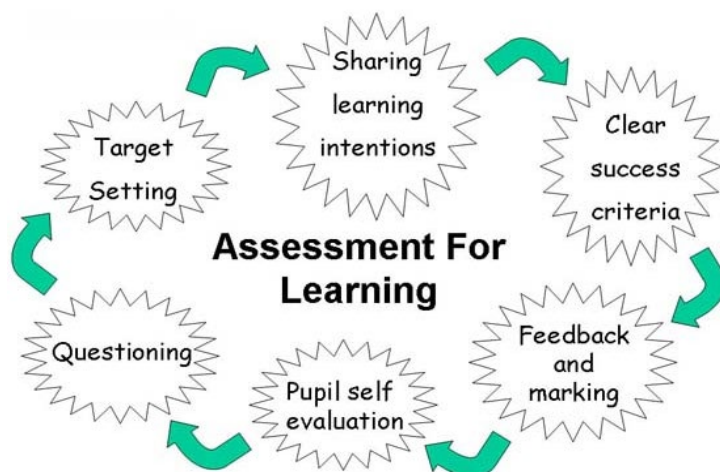 Sharing
learning
intentions
Clear
success
criteria
Feedback
and
marking
Pupil self
evaluation
Questioning
Target
Setting
Assessment For
Learning